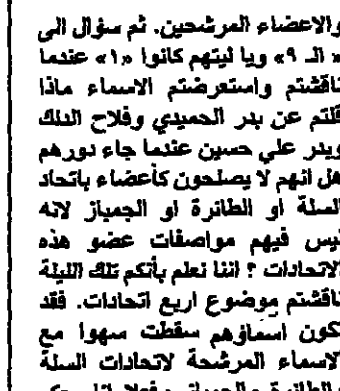 والاعضاء المرشحين. ثم سؤال الى
« الـ ٩» ويا ليتهم كانوا «١» عندما
ناقشتم واستعرضتم الاسماء ماذا
قلتم عن بدر الحميدي وفلاح الدلك
وبدر علي حسين عندما جاء دورهم
هل انهم لا يصلحون كأعضاء باتحاد
السلة او الطائرة او الجمباز لانه
ليس فيهم مواصفات عضو هذه
الاتحادات ؟ اننا نعلم بأنكم تلك الليلة
ناقشتم موضوع اربع اتحادات. فقد
تكون اسماؤهم سقطت سهوا مع
الاسماء المرشحة لاتحادات السلة
والطائرة والجمباز